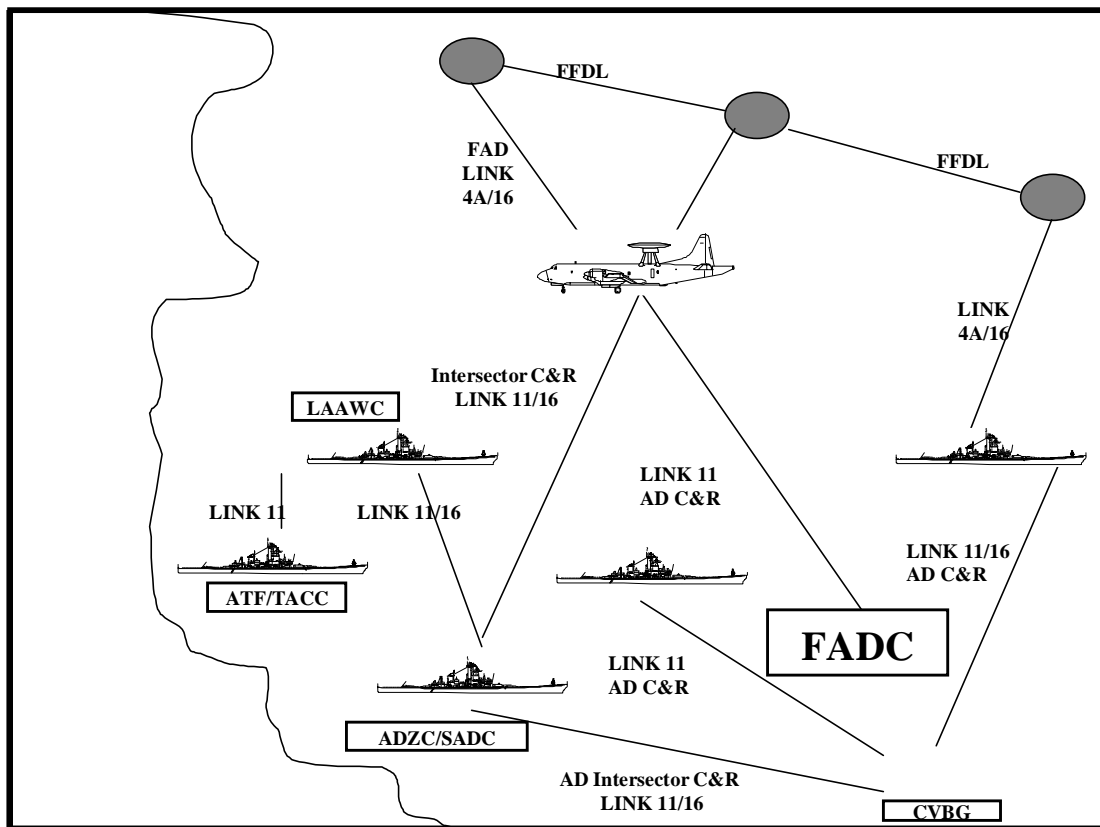 FFDL
FAD
LINK
4A/16
FFDL
LINK
4A/16
Intersector C&R
LINK 11/16
LAAWC
LINK 11
AD C&R
LINK 11
LINK 11/16
LINK 11/16
AD C&R
ATF/TACC
FADC
LINK 11
AD C&R
ADZC/SADC
AD Intersector C&R
LINK 11/16
CVBG